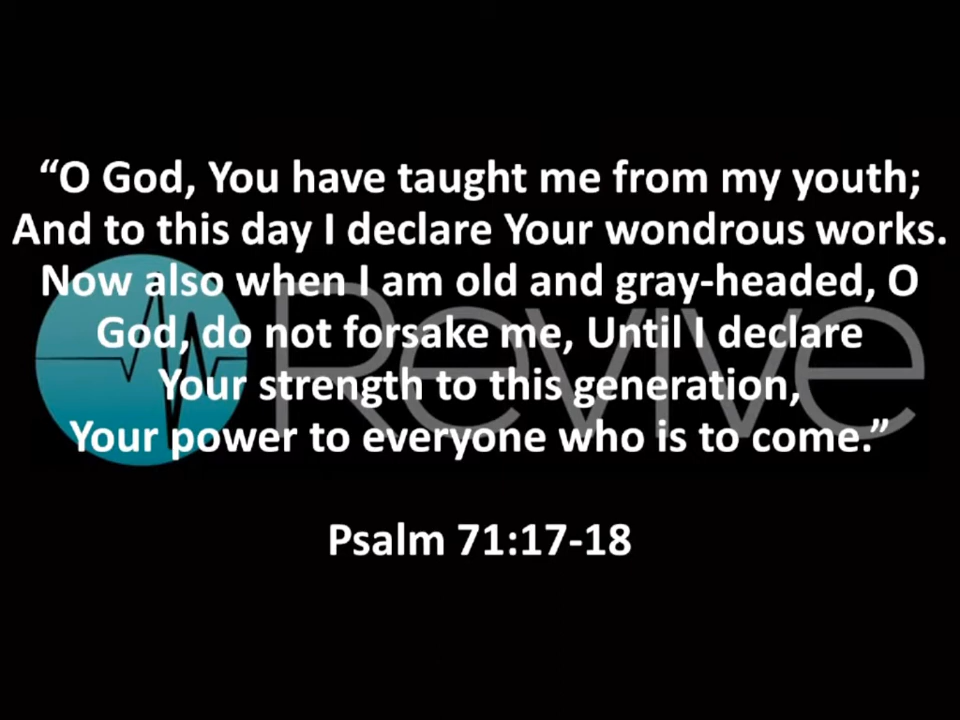 “O God, You have taught me from my youth;
And to this day I declare Your wondrous works.
Now also when I am old and gray-headed, O
God, do not forsake me, Until I declare
Your strength to this generation,
Your power to everyone who is to come.”
Revive
Psalm 71:17-18